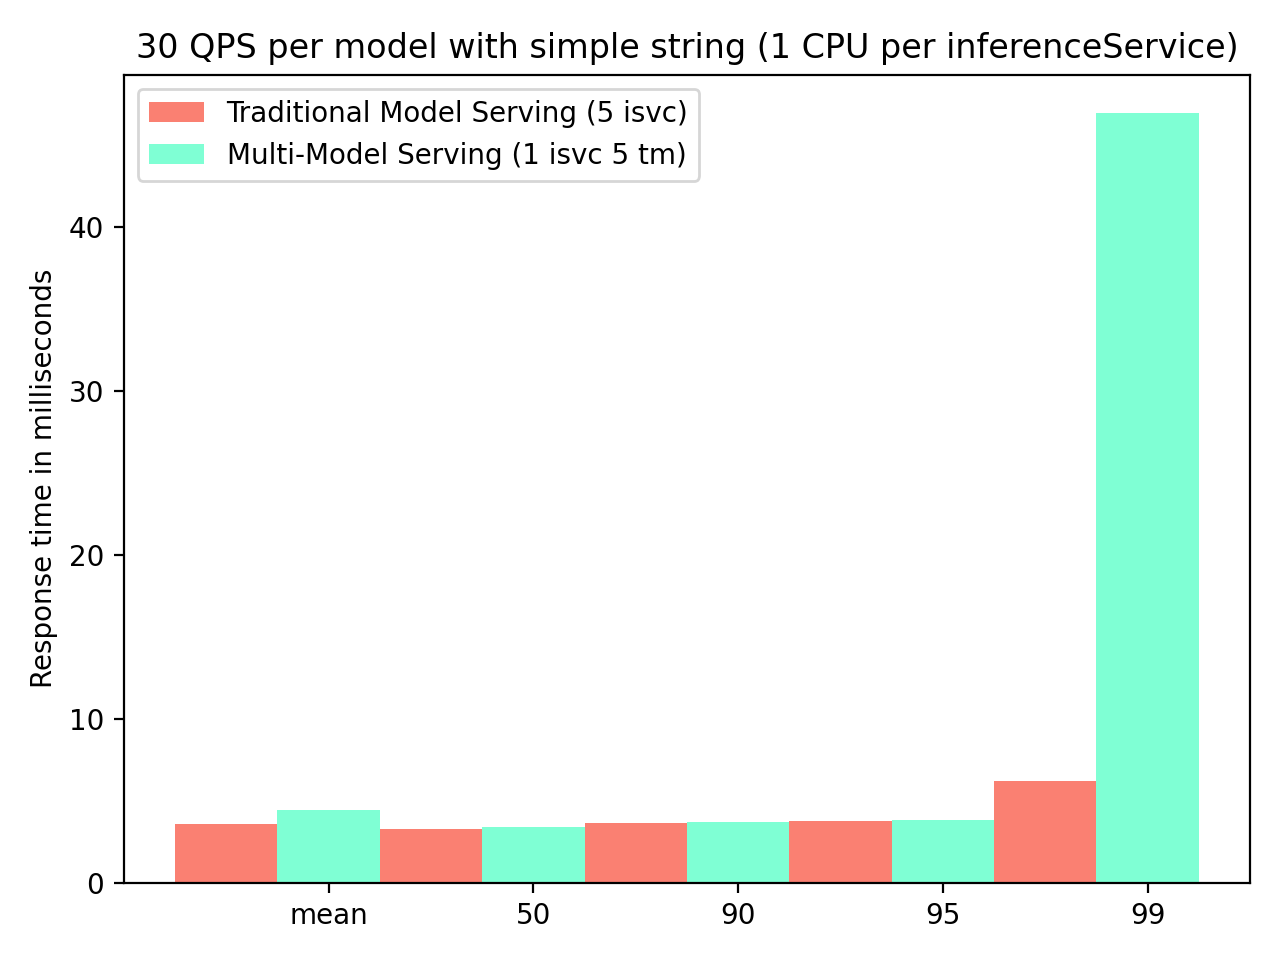 30 QPS per model with simple string (1 CPU per inferenceService)
Traditional Model Serving (5 isvc)
Multi-Model Serving (1 isvc 5 tm)
Response time in milliseconds
40
30
20
10
0
mean 50 90 95 99